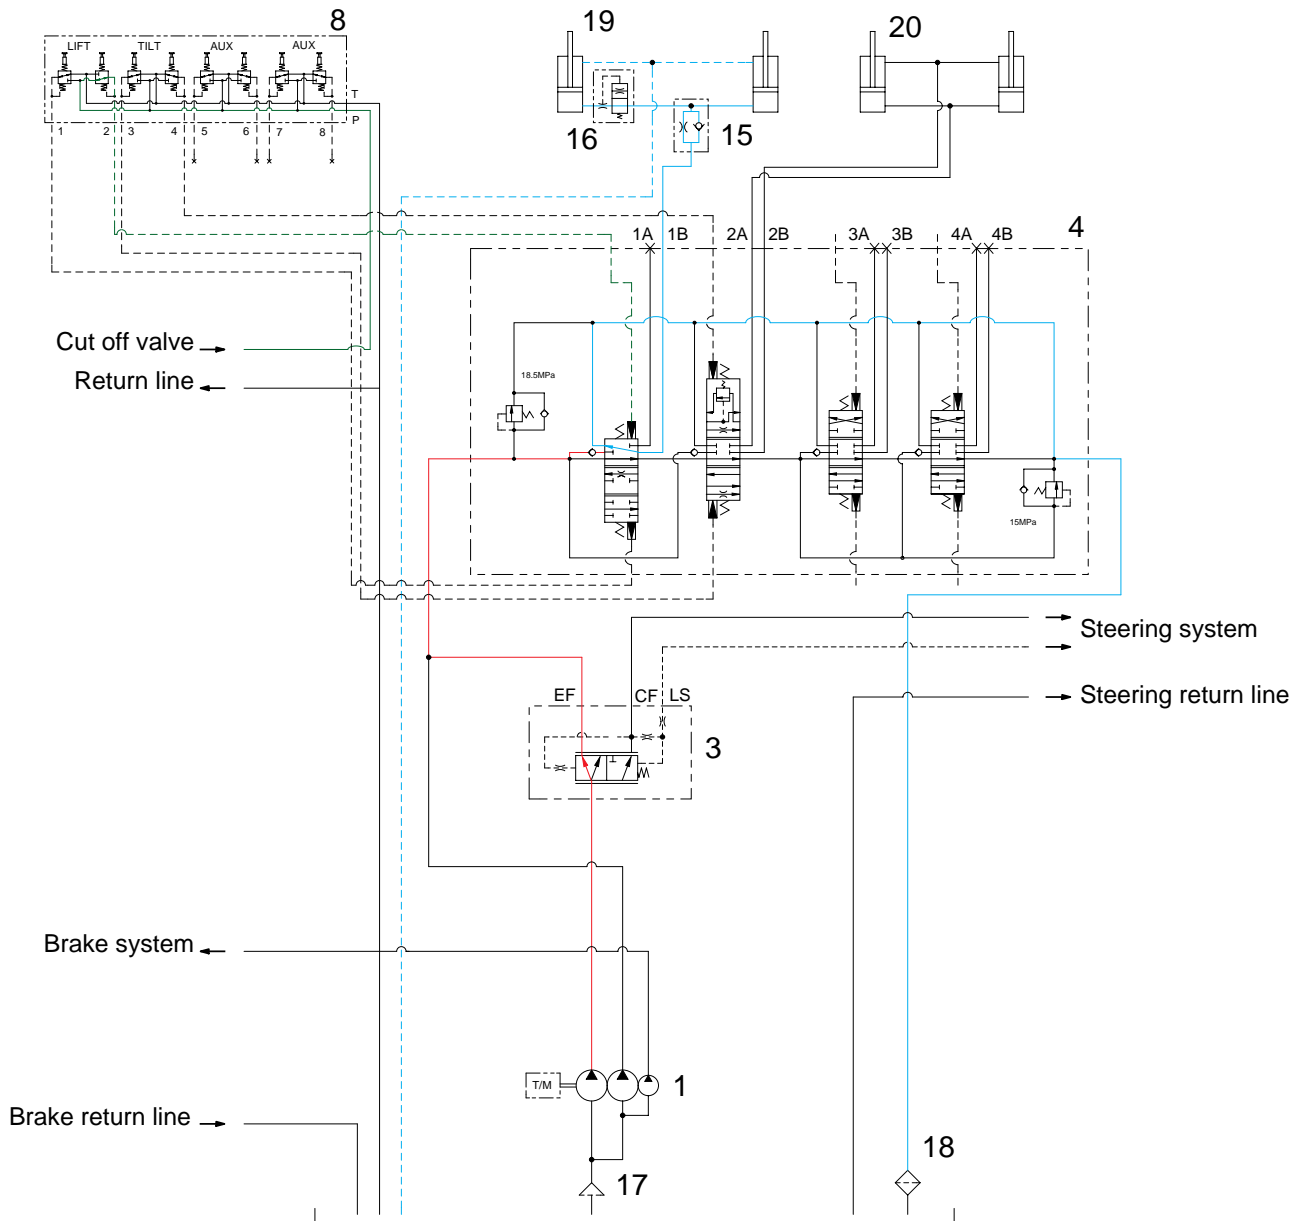 8
19
20
LIFT
TILT
AUX
AUX
T
P
1
2
3
4
5
6
7
8
16
15
1A
1B
2A
2B
3A
3B
4A
4B
4
Cut off valve
Return line
18.5MPa
15MPa
Steering system
EF
CF
LS
Steering return line
3
Brake system
T/M
1
Brake return line
17
18